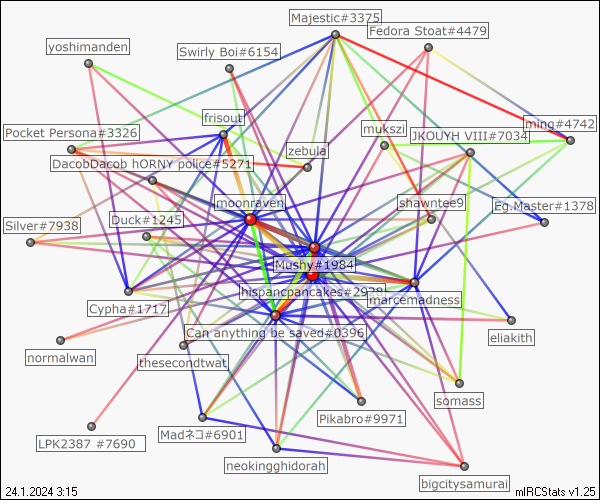 Majestic#3375
Fedora Stoat#4479
yoshimanden
Swirly Boi#6154
frisout
ming#4742
Pocket Persona#3326
mukszi
JKOUYH VIII#7034
zebula
DacobDacob hORNY police#5271
moonraven
shawntee9
Eg.Master#1378
Silver#7938
Duck#1245
Mushy#1984
hispancpancakes#2938
marcemadness
Cypha#1717
Can anything be saved#0396
eliakith
normalwan
thesecondtwat
somass
Pikabro#9971
LPK2387 #7690
Madネコ#6901
neokingghidorah
bigcitysamurai
24.1.2024 3:15
mIRCStats v1.25